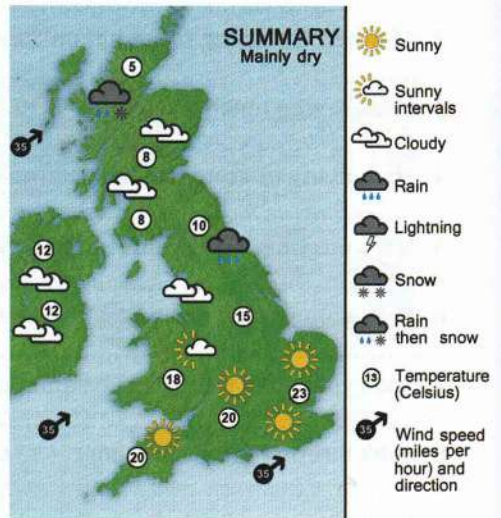 SUMMARY
Mainly dry
5
35
8
8
10
12
12
15
18
23
20
20
35
35
Sunny
Sunny
intervals
Cloudy
Rain
Lightning
Snow
Rain
then snow
13 Temperature
(Celsius)
35 Wind speed
(miles per
hour) and
direction